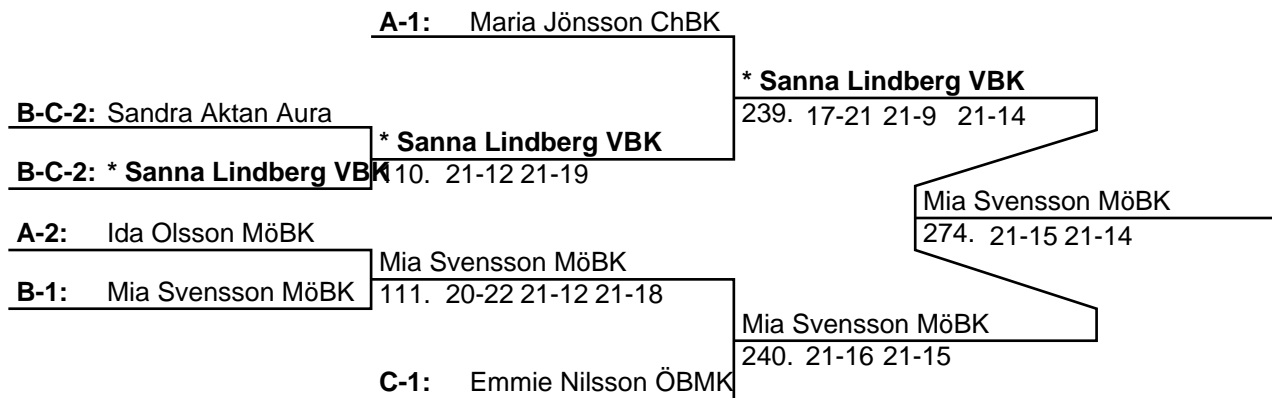 A-1: Maria Jönsson ChBK
* Sanna Lindberg VBK
B-C-2: Sandra Aktan Aura
239. 17-21 21-9 21-14
* Sanna Lindberg VBK
B-C-2: * Sanna Lindberg VBK
110. 21-12 21-19
Mia Svensson MöBK
A-2: Ida Olsson MöBK
274. 21-15 21-14
Mia Svensson MöBK
B-1: Mia Svensson MöBK
111. 20-22 21-12 21-18
Mia Svensson MöBK
240. 21-16 21-15
C-1: Emmie Nilsson ÖBMK